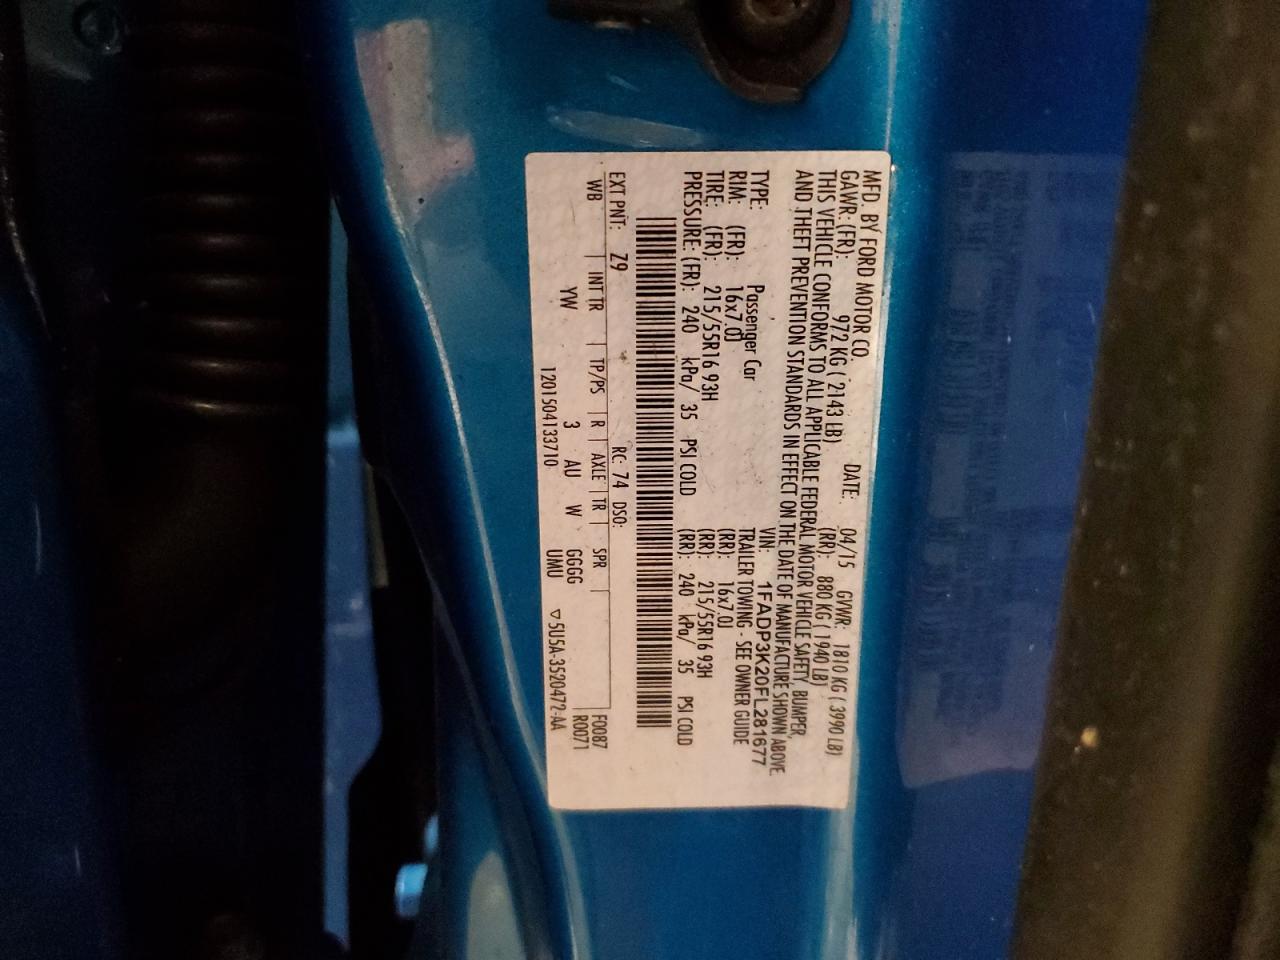 MFD. BY FORD MOTOR CO.
DATE: 04/15 GVWR: 1810 KG ( 3990 LB)
GAWR: (FR): 972 KG ( 2143 LB) (RR): 880 KG ( 1940 LB)
THIS VEHICLE CONFORMS TO ALL APPLICABLE FEDERAL MOTOR VEHICLE SAFETY, BUMPER,
AND THEFT PREVENTION STANDARDS IN EFFECT ON THE DATE OF MANUFACTURE SHOWN ABOVE.
VIN: 1FADP3K20FL281677
TYPE: Passenger Car TRAILER TOWING - SEE OWNER GUIDE
RIM: (FR): 16x7.0J (RR): 16x7.0J
TIRE: (FR): 215/55R16 93H (RR): 215/55R16 93H
PRESSURE: (FR): 240 kPa/ 35 PSI COLD (RR): 240 kPa/ 35 PSI COLD
EXT PNT: Z9 RC: 74 DSO: F0087
WB INT TR TP/PS R AXLE TR SPR R0071
YW 3 AU W GGGG
1201504133710 UMU ▽5U5A-3520472-AA